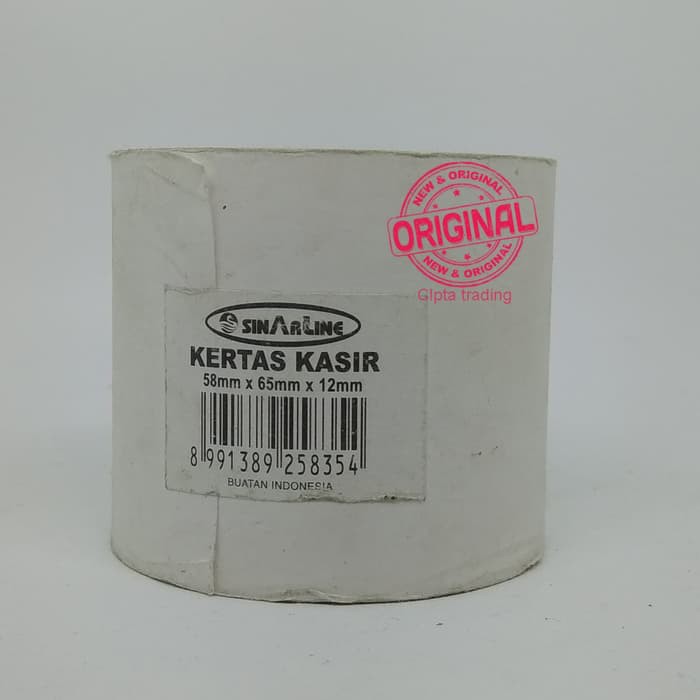 NEW & ORIGINAL
ORIGINAL
NEW & ORIGINAL
GIpta trading
SINARLINE
KERTAS KASIR
58mm x 65mm x 12mm
8 991389 258354
BUATAN INDONESIA